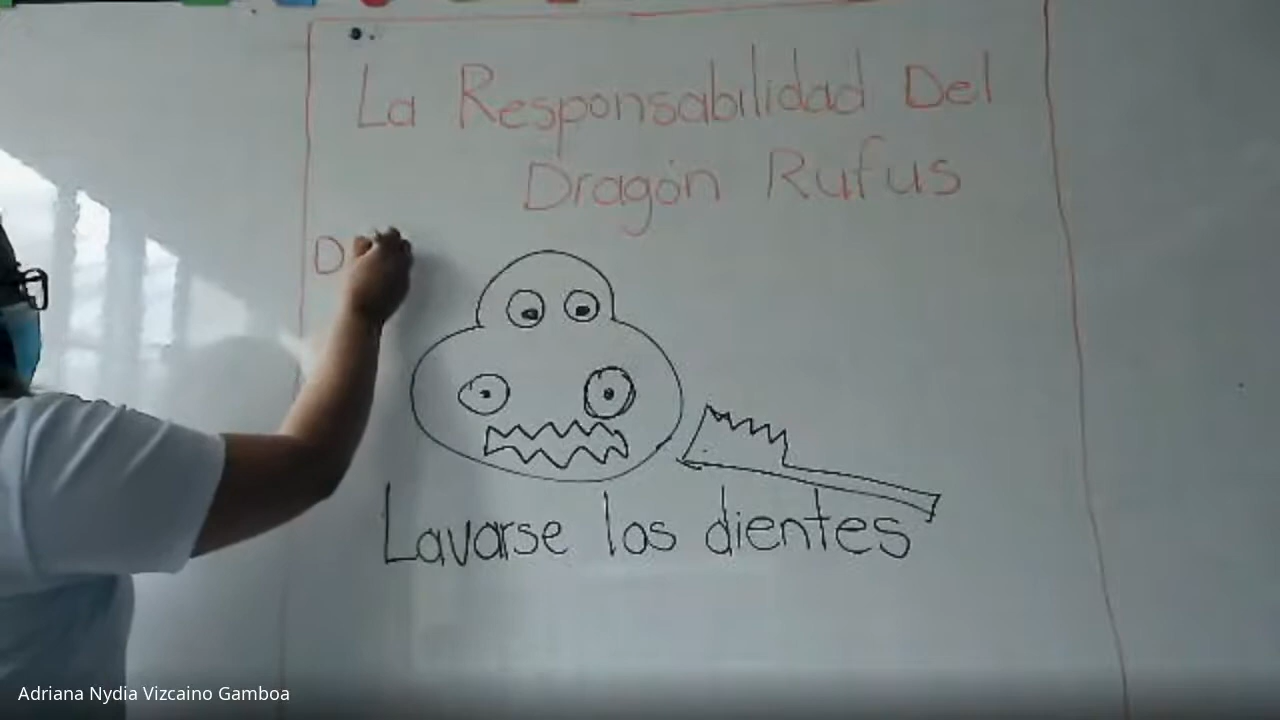 La Responsabilidad Del
Dragón Rufus
D
Lavarse los dientes
Adriana Nydia Vizcaino Gamboa